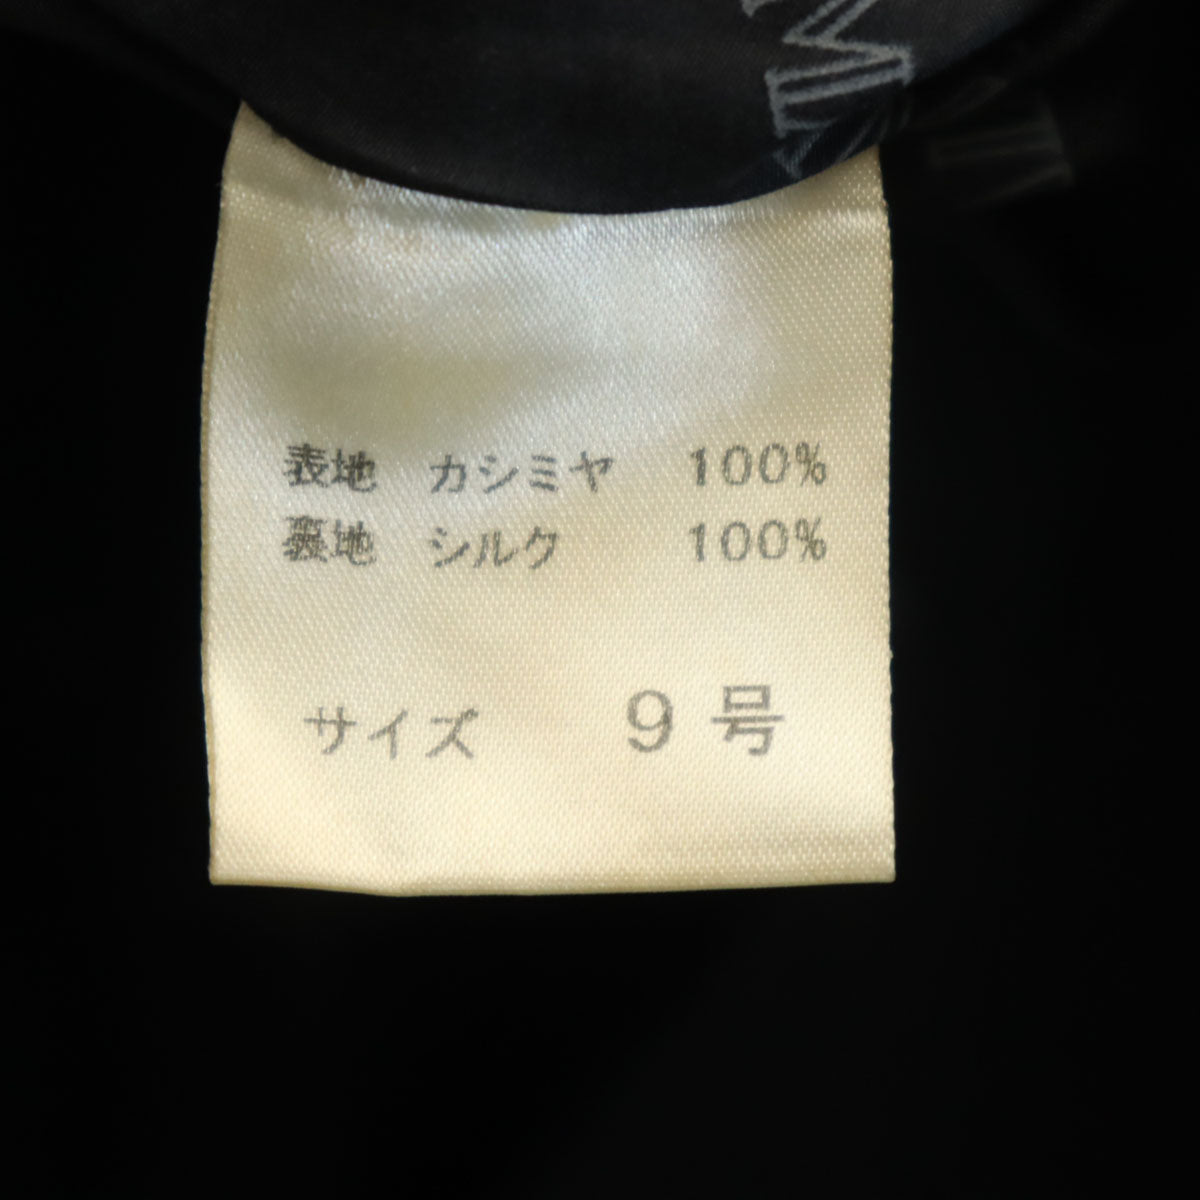 表地 カシミヤ 100%
裏地 シルク 100%
サイズ 9号